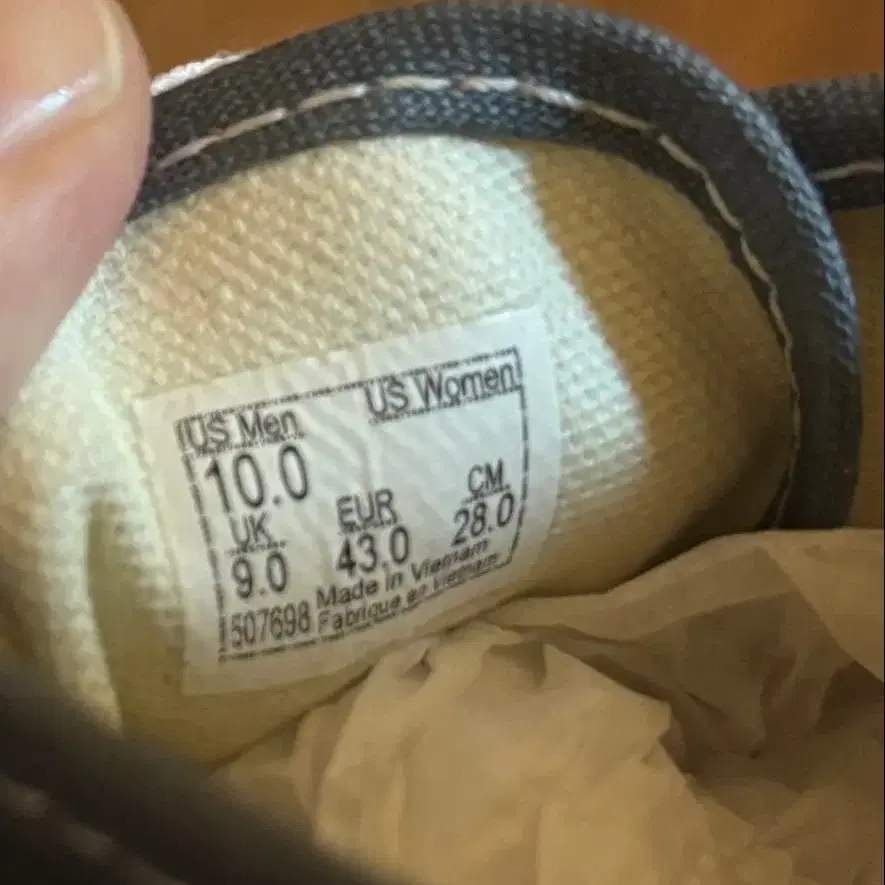 US Men US Women
10.0
UK EUR CM
9.0 43.0 28.0
507698 Made in Vietnam
Fabriqué en Vietnam